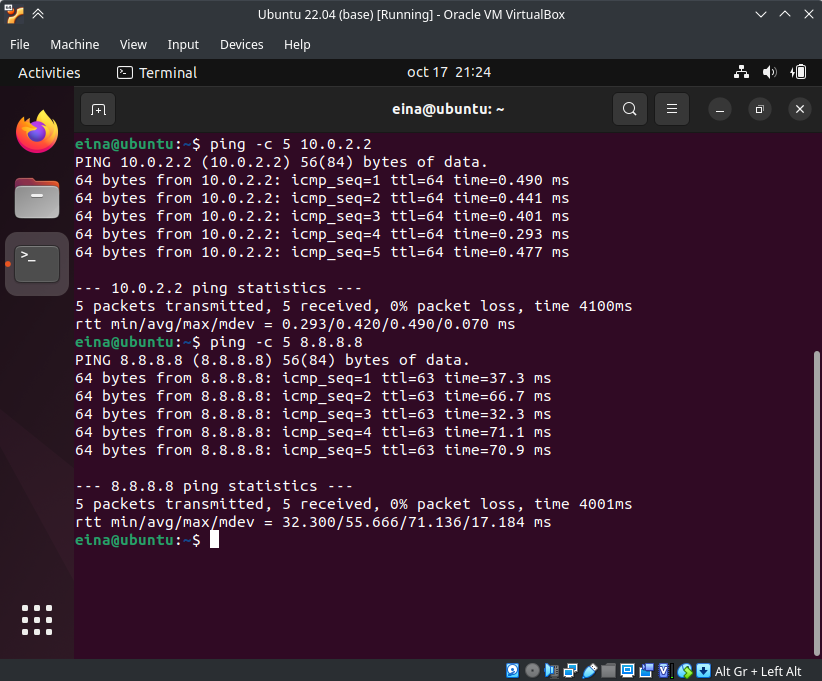 Ubuntu 22.04 (base) [Running] - Oracle VM VirtualBox
File Machine View Input Devices Help
Activities Terminal oct 17 21:24
eina@ubuntu: ~
eina@ubuntu:~$ ping -c 5 10.0.2.2
PING 10.0.2.2 (10.0.2.2) 56(84) bytes of data.
64 bytes from 10.0.2.2: icmp_seq=1 ttl=64 time=0.490 ms
64 bytes from 10.0.2.2: icmp_seq=2 ttl=64 time=0.441 ms
64 bytes from 10.0.2.2: icmp_seq=3 ttl=64 time=0.401 ms
64 bytes from 10.0.2.2: icmp_seq=4 ttl=64 time=0.293 ms
64 bytes from 10.0.2.2: icmp_seq=5 ttl=64 time=0.477 ms
--- 10.0.2.2 ping statistics ---
5 packets transmitted, 5 received, 0% packet loss, time 4100ms
rtt min/avg/max/mdev = 0.293/0.420/0.490/0.070 ms
eina@ubuntu:~$ ping -c 5 8.8.8.8
PING 8.8.8.8 (8.8.8.8) 56(84) bytes of data.
64 bytes from 8.8.8.8: icmp_seq=1 ttl=63 time=37.3 ms
64 bytes from 8.8.8.8: icmp_seq=2 ttl=63 time=66.7 ms
64 bytes from 8.8.8.8: icmp_seq=3 ttl=63 time=32.3 ms
64 bytes from 8.8.8.8: icmp_seq=4 ttl=63 time=71.1 ms
64 bytes from 8.8.8.8: icmp_seq=5 ttl=63 time=70.9 ms
--- 8.8.8.8 ping statistics ---
5 packets transmitted, 5 received, 0% packet loss, time 4001ms
rtt min/avg/max/mdev = 32.300/55.666/71.136/17.184 ms
eina@ubuntu:~$
Alt Gr + Left Alt